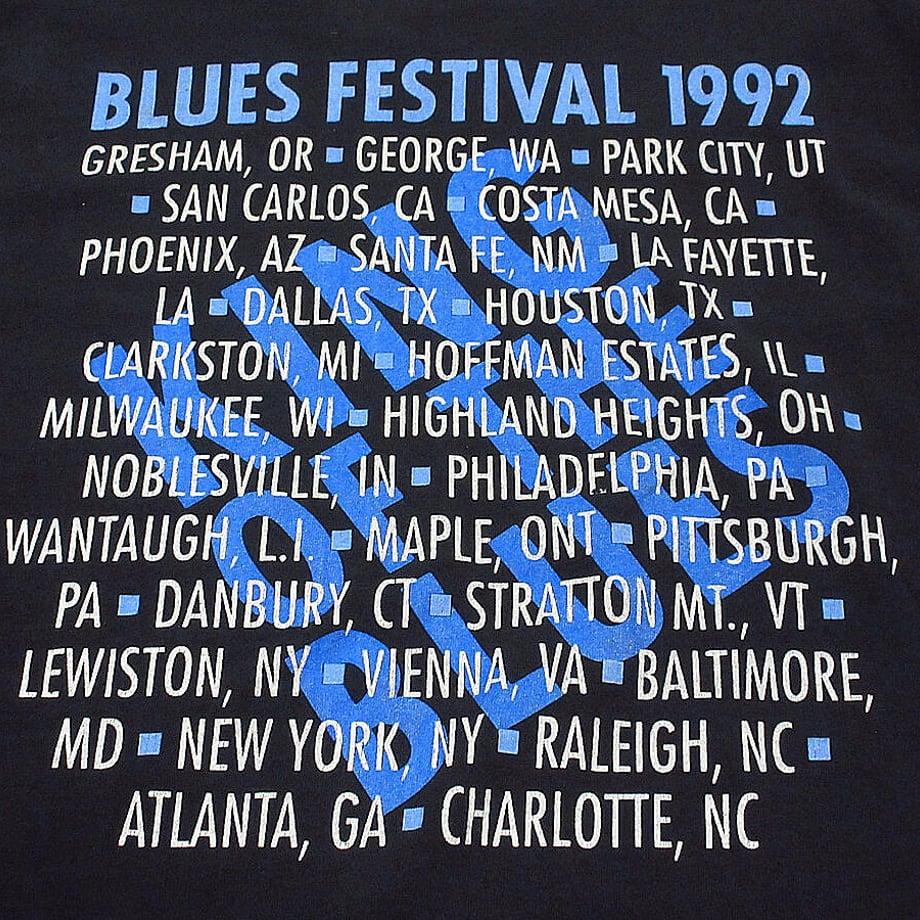 BLUES FESTIVAL 1992
GRESHAM, OR ▪ GEORGE, WA ▪ PARK CITY, UT
▪ SAN CARLOS, CA ▪ COSTA MESA, CA ▪
PHOENIX, AZ ▪ SANTA FE, NM ▪ LA FAYETTE,
LA ▪ DALLAS, TX ▪ HOUSTON, TX ▪
CLARKSTON, MI ▪ HOFFMAN ESTATES, IL ▪
MILWAUKEE, WI ▪ HIGHLAND HEIGHTS, OH ▪
NOBLESVILLE, IN ▪ PHILADELPHIA, PA ▪
WANTAUGH, L.I. ▪ MAPLE, ONT ▪ PITTSBURGH,
PA ▪ DANBURY, CT ▪ STRATTON MT., VT ▪
LEWISTON, NY ▪ VIENNA, VA ▪ BALTIMORE,
MD ▪ NEW YORK, NY ▪ RALEIGH, NC ▪
ATLANTA, GA ▪ CHARLOTTE, NC
KING
OF THE
BLUES